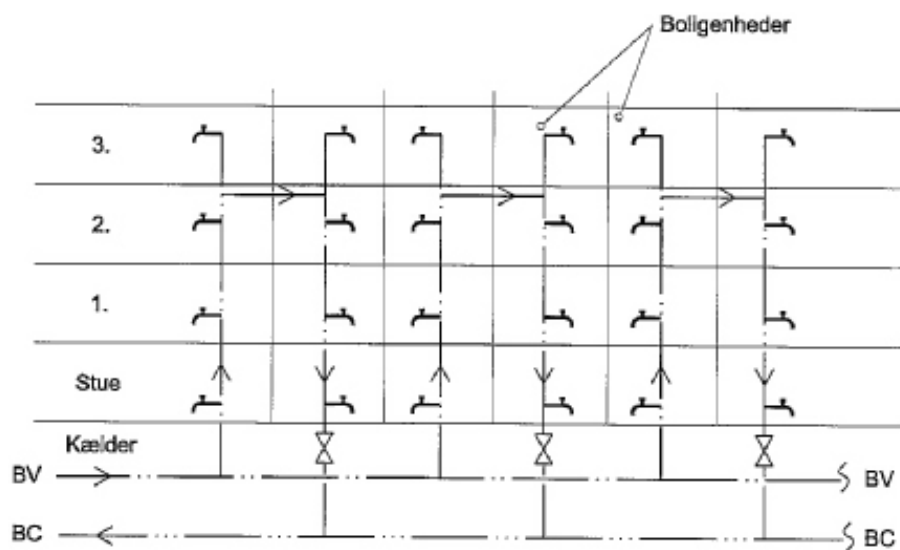 Boligenheder
3.
2.
1.
Stue
Kælder
BV BV
BC BC